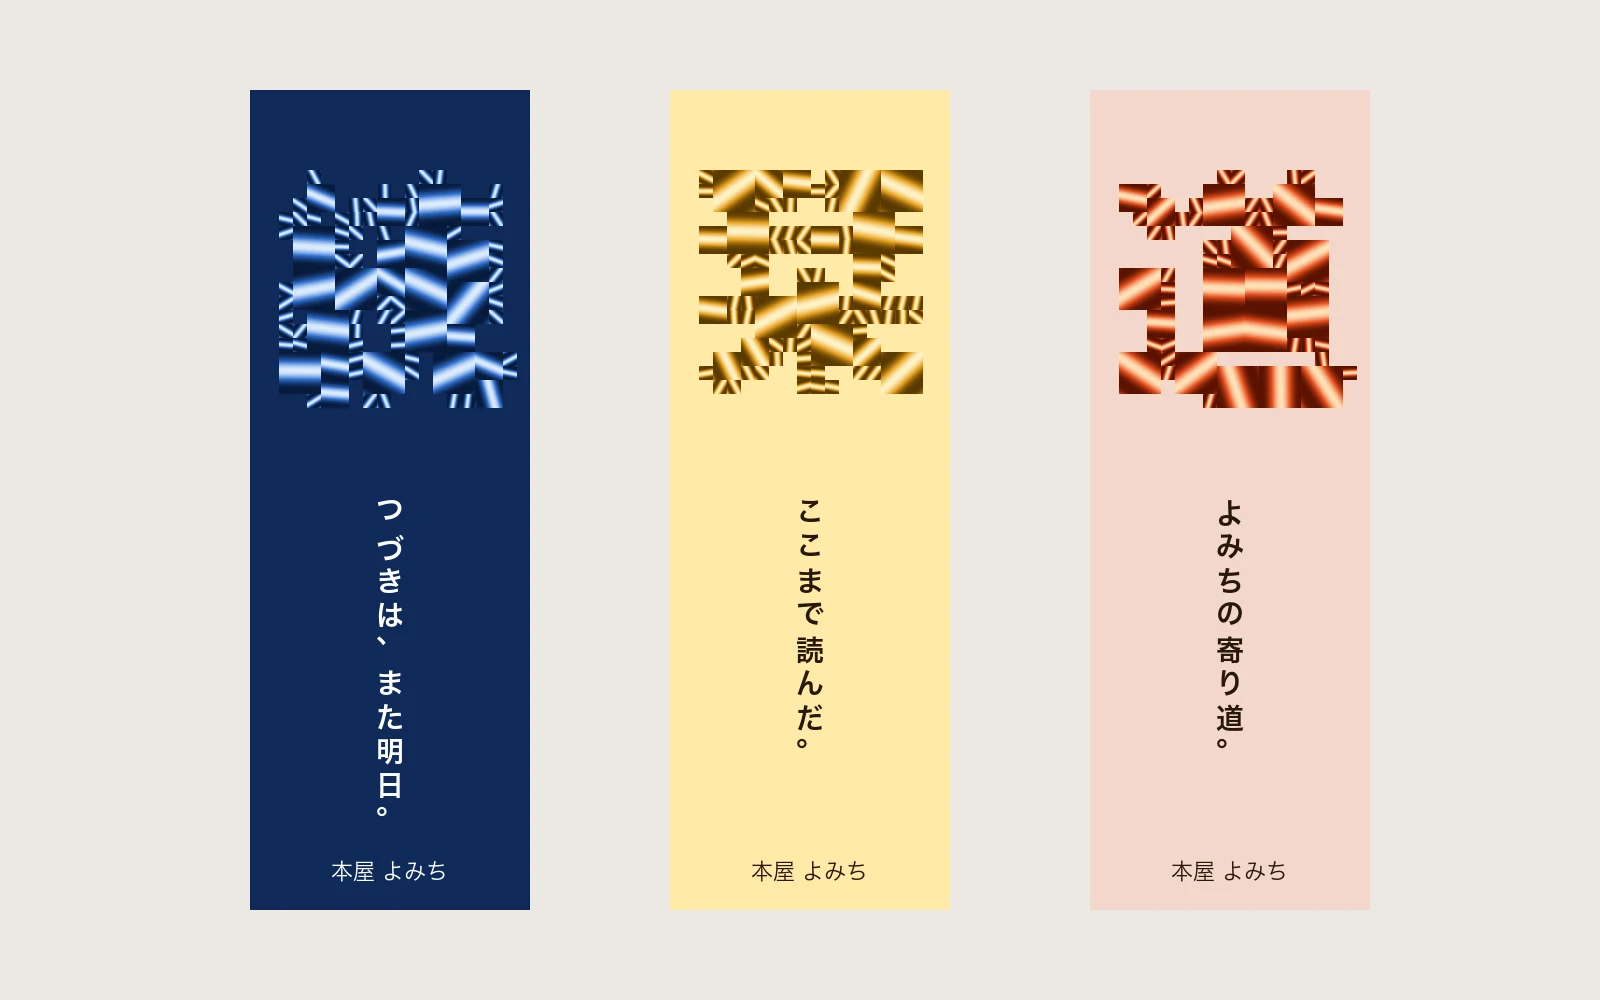 続
つづきは、また明日。
本屋 よみち
栞
ここまで読んだ。
本屋 よみち
道
よみちの寄り道。
本屋 よみち